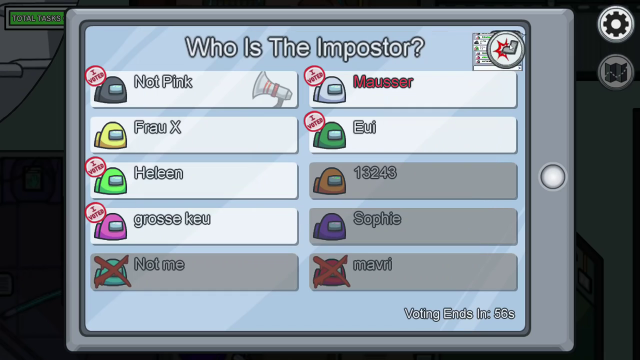 TOTAL TASKS
Who Is The Impostor?
I VOTED
Not Pink
I VOTED
Mausser
Frau X
I VOTED
Eui
I VOTED
Heleen
13243
I VOTED
grosse keu
Sophie
Not me
mavri
Voting Ends In: 56s